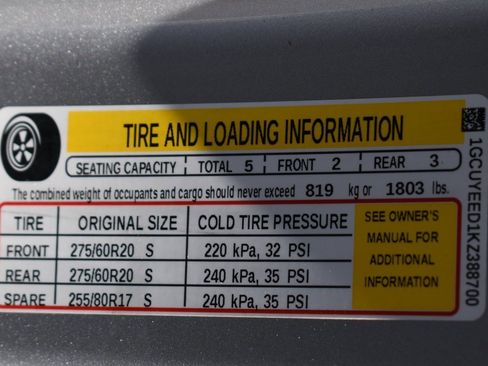 TIRE AND LOADING INFORMATION
SEATING CAPACITY TOTAL 5 FRONT 2 REAR 3
The combined weight of occupants and cargo should never exceed 819 kg or 1803 lbs.
TIRE ORIGINAL SIZE COLD TIRE PRESSURE
FRONT 275/60R20 S 220 kPa, 32 PSI
REAR 275/60R20 S 240 kPa, 35 PSI
SPARE 255/80R17 S 240 kPa, 35 PSI
SEE OWNER'S
MANUAL FOR
ADDITIONAL
INFORMATION
1GCUYEED1KZ388700